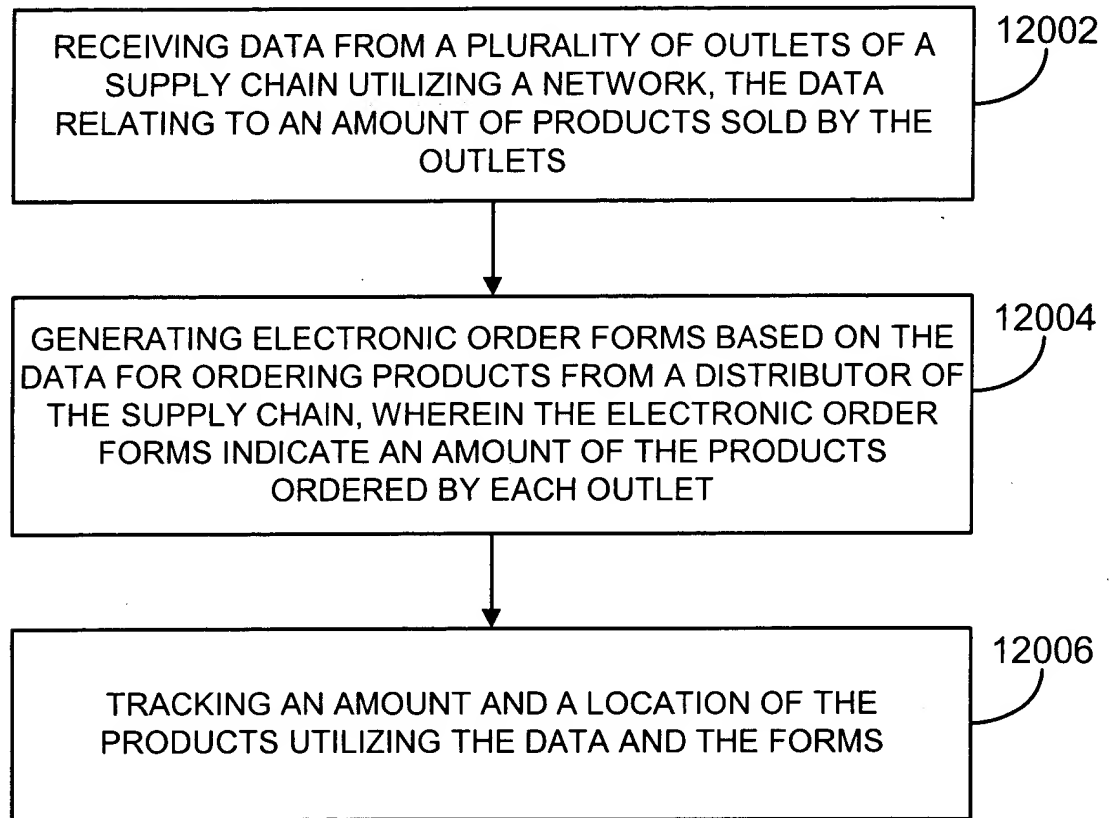 RECEIVING DATA FROM A PLURALITY OF OUTLETS OF A
SUPPLY CHAIN UTILIZING A NETWORK, THE DATA
RELATING TO AN AMOUNT OF PRODUCTS SOLD BY THE
OUTLETS
12002
GENERATING ELECTRONIC ORDER FORMS BASED ON THE
DATA FOR ORDERING PRODUCTS FROM A DISTRIBUTOR OF
THE SUPPLY CHAIN, WHEREIN THE ELECTRONIC ORDER
FORMS INDICATE AN AMOUNT OF THE PRODUCTS
ORDERED BY EACH OUTLET
12004
TRACKING AN AMOUNT AND A LOCATION OF THE
PRODUCTS UTILIZING THE DATA AND THE FORMS
12006